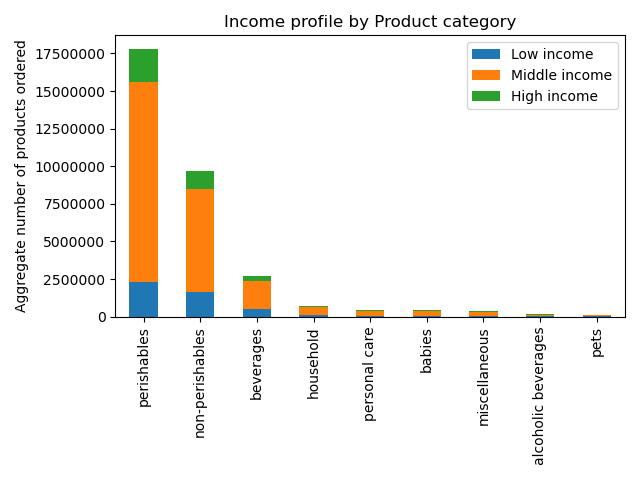 Income profile by Product category
Aggregate number of products ordered
17500000
15000000
12500000
10000000
7500000
5000000
2500000
0
Low income
Middle income
High income
perishables
non-perishables
beverages
household
personal care
babies
miscellaneous
alcoholic beverages
pets